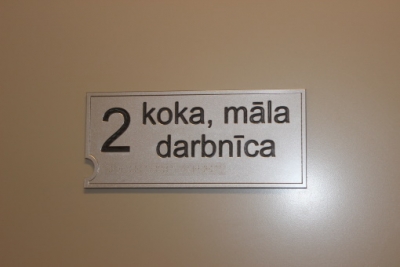 2 koka, māla
darbnīca